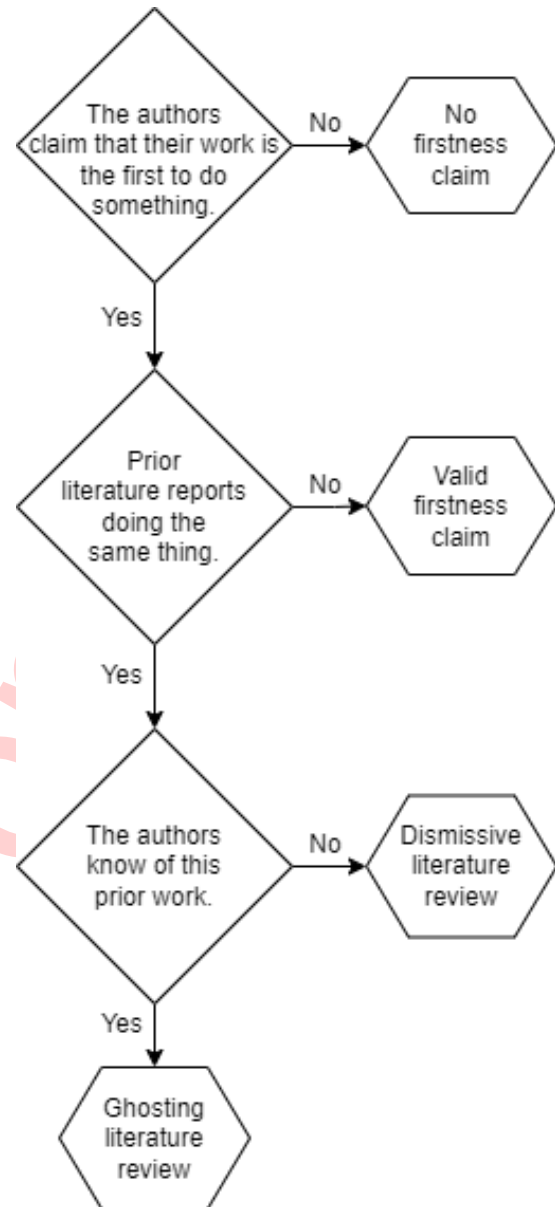 The authors
claim that their work is
the first to do
something.
No
No
firstness
claim
Yes
Prior
literature reports
doing the
same thing.
No
Valid
firstness
claim
Yes
The authors
know of this
prior work.
No
Dismissive
literature
review
Yes
Ghosting
literature
review